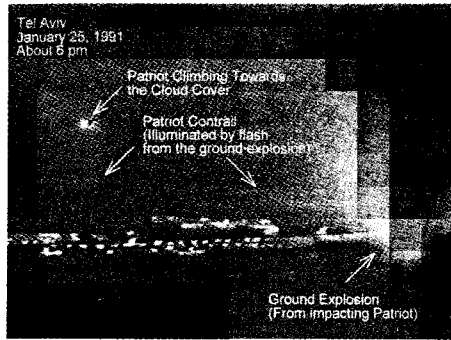 Tel Aviv
January 25, 1991
About 6 pm
Patriot Climbing Towards
the Cloud Cover
Patriot Contrail
(Illuminated by flash
from the ground explosion)
Ground Explosion
(From impacting Patriot)